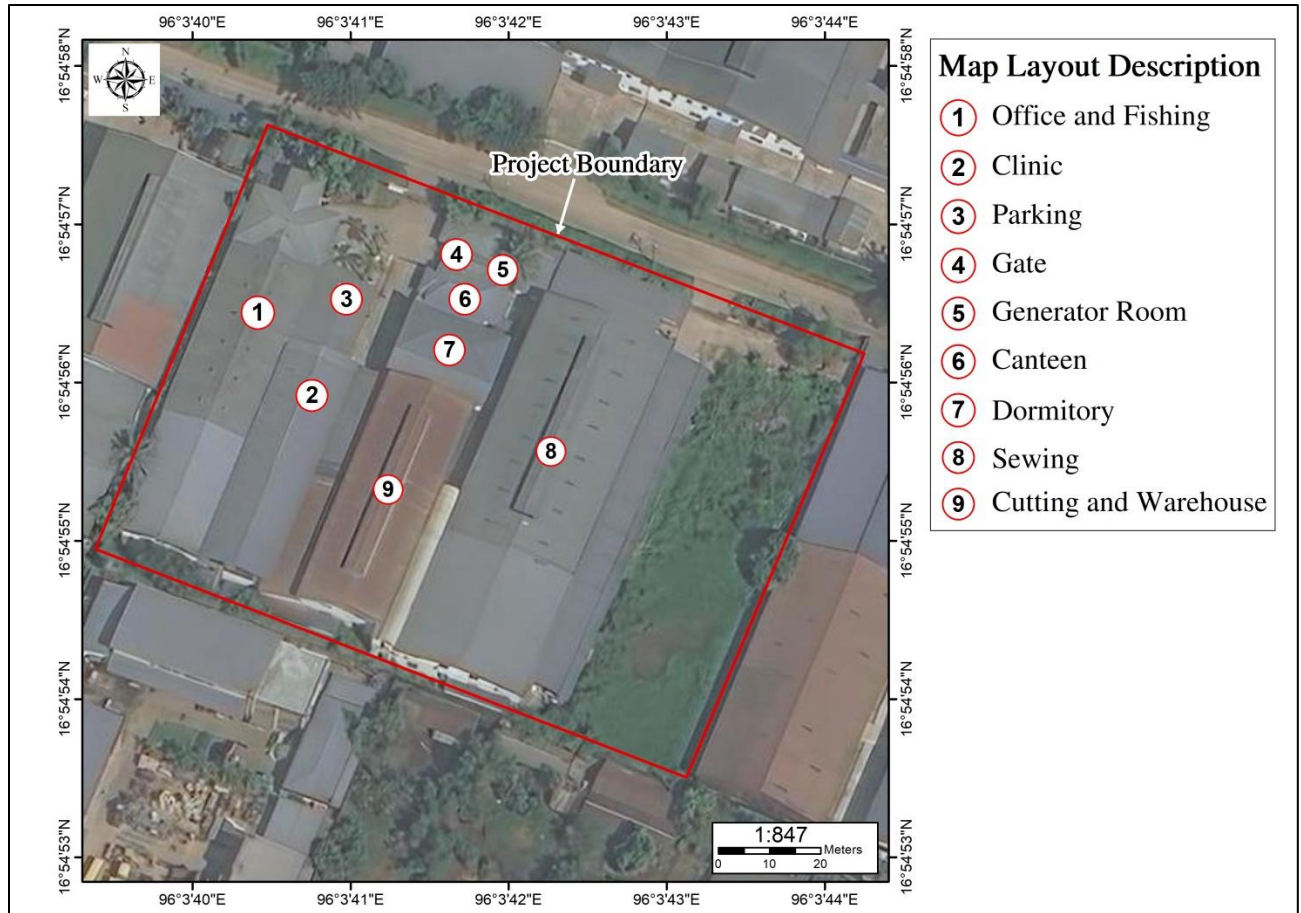 96°3'40"E 96°3'41"E 96°3'42"E 96°3'43"E 96°3'44"E
16°54'58"N
16°54'57"N
16°54'56"N
16°54'55"N
16°54'54"N
16°54'53"N
N
W E
S
Project Boundary
1
2
3
4
5
6
7
8
9
1:847
Meters
0 10 20
16°54'58"N
16°54'57"N
16°54'56"N
16°54'55"N
16°54'54"N
16°54'53"N
96°3'40"E 96°3'41"E 96°3'42"E 96°3'43"E 96°3'44"E
Map Layout Description
1 Office and Fishing
2 Clinic
3 Parking
4 Gate
5 Generator Room
6 Canteen
7 Dormitory
8 Sewing
9 Cutting and Warehouse